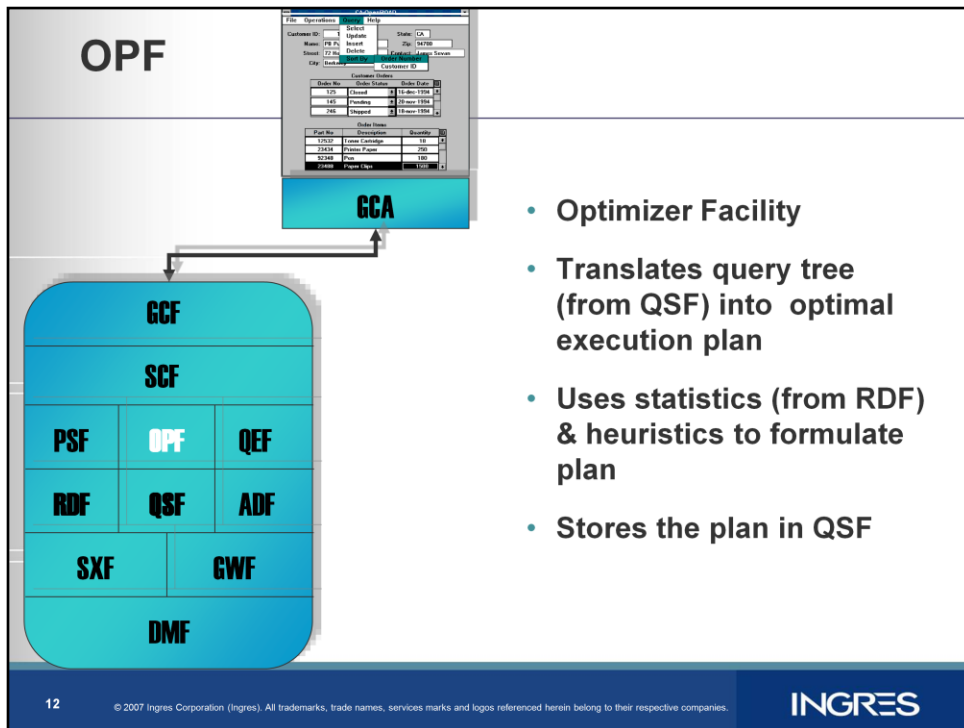 OPF
File Operations Query Help
Select
Update
Insert
Delete
Sort By
Order Number
Customer ID
Customer ID:
State: CA
Name:
Zip: 94700
Street:
City:
Customer Orders
Order No Order Status Order Date
125 Closed 16-dec-1994
145 Pending 20-nov-1994
246 Shipped 18-nov-1994
Order Items
Part No Description Quantity
12532 Toner Cartridge 10
23434 Printer Paper 250
92340 Pen 100
23400 Paper Clips 1500
GCA
GCF
SCF
PSF OPF QEF
RDF QSF ADF
SXF GWF
DMF
• Optimizer Facility
• Translates query tree
(from QSF) into optimal
execution plan
• Uses statistics (from RDF)
& heuristics to formulate
plan
• Stores the plan in QSF
12
© 2007 Ingres Corporation (Ingres). All trademarks, trade names, services marks and logos referenced herein belong to their respective companies.
INGRES